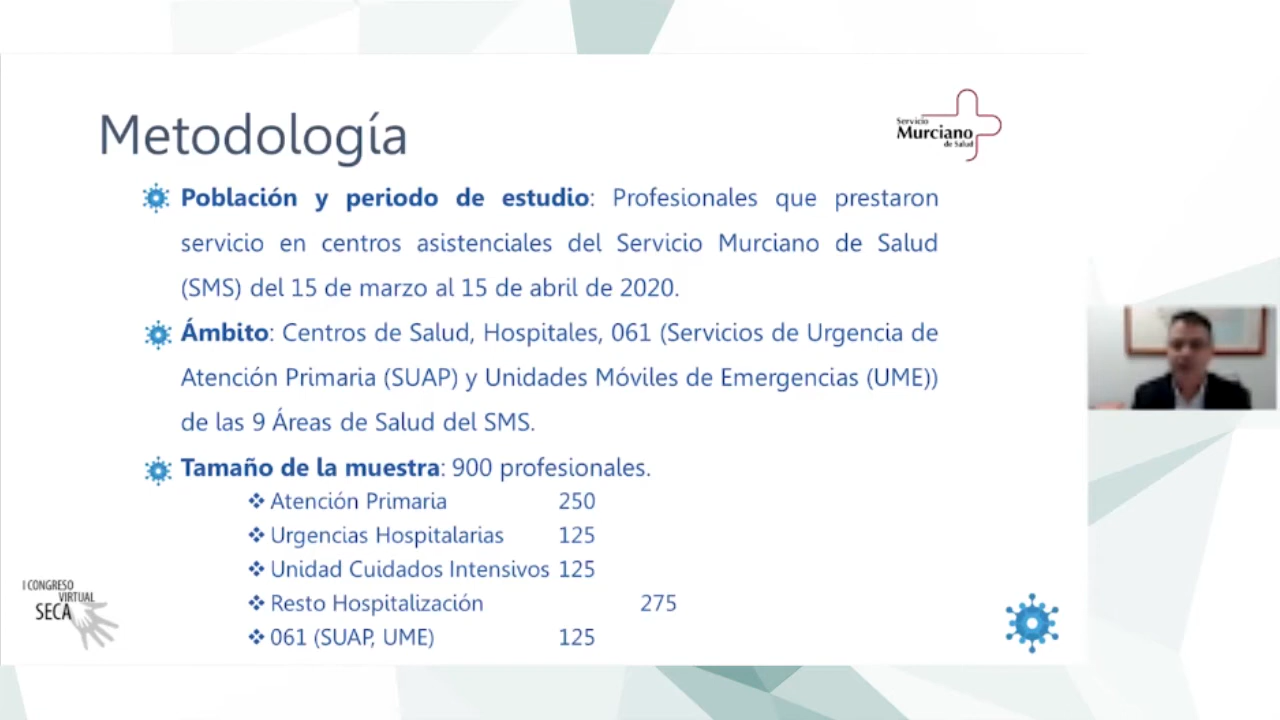 Metodología
Servicio
Murciano
de Salud
Población y periodo de estudio: Profesionales que prestaron
servicio en centros asistenciales del Servicio Murciano de Salud
(SMS) del 15 de marzo al 15 de abril de 2020.
Ámbito: Centros de Salud, Hospitales, 061 (Servicios de Urgencia de
Atención Primaria (SUAP) y Unidades Móviles de Emergencias (UME))
de las 9 Áreas de Salud del SMS.
Tamaño de la muestra: 900 profesionales.
Atención Primaria 250
Urgencias Hospitalarias 125
Unidad Cuidados Intensivos 125
Resto Hospitalización 275
061 (SUAP, UME) 125
I CONGRESO
VIRTUAL
SECA